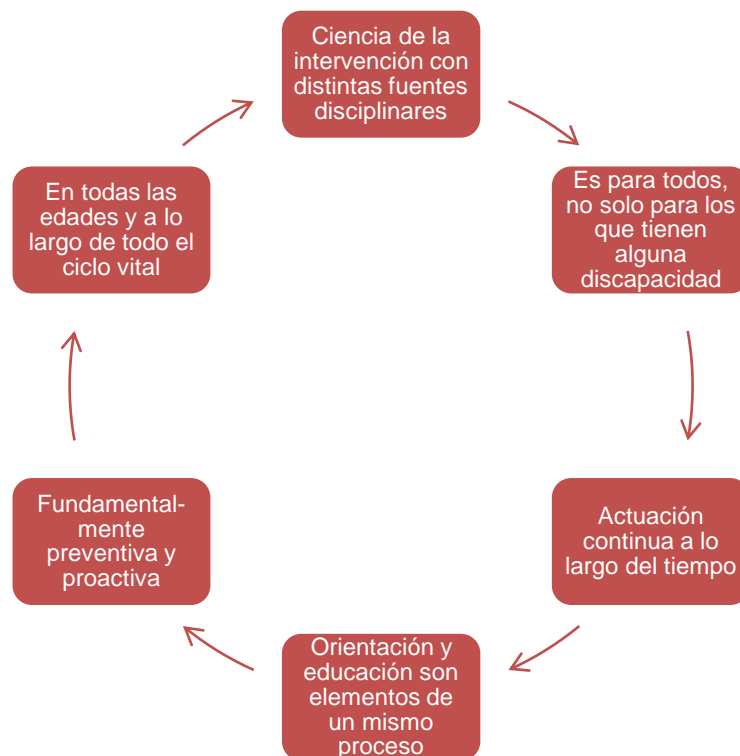 Ciencia de la
intervención con
distintas fuentes
disciplinares
Es para todos,
no solo para los
que tienen
alguna
discapacidad
Actuación
continua a lo
largo del tiempo
Orientación y
educación son
elementos de
un mismo
proceso
Fundamental-
mente
preventiva y
proactiva
En todas las
edades y a lo
largo de todo el
ciclo vital